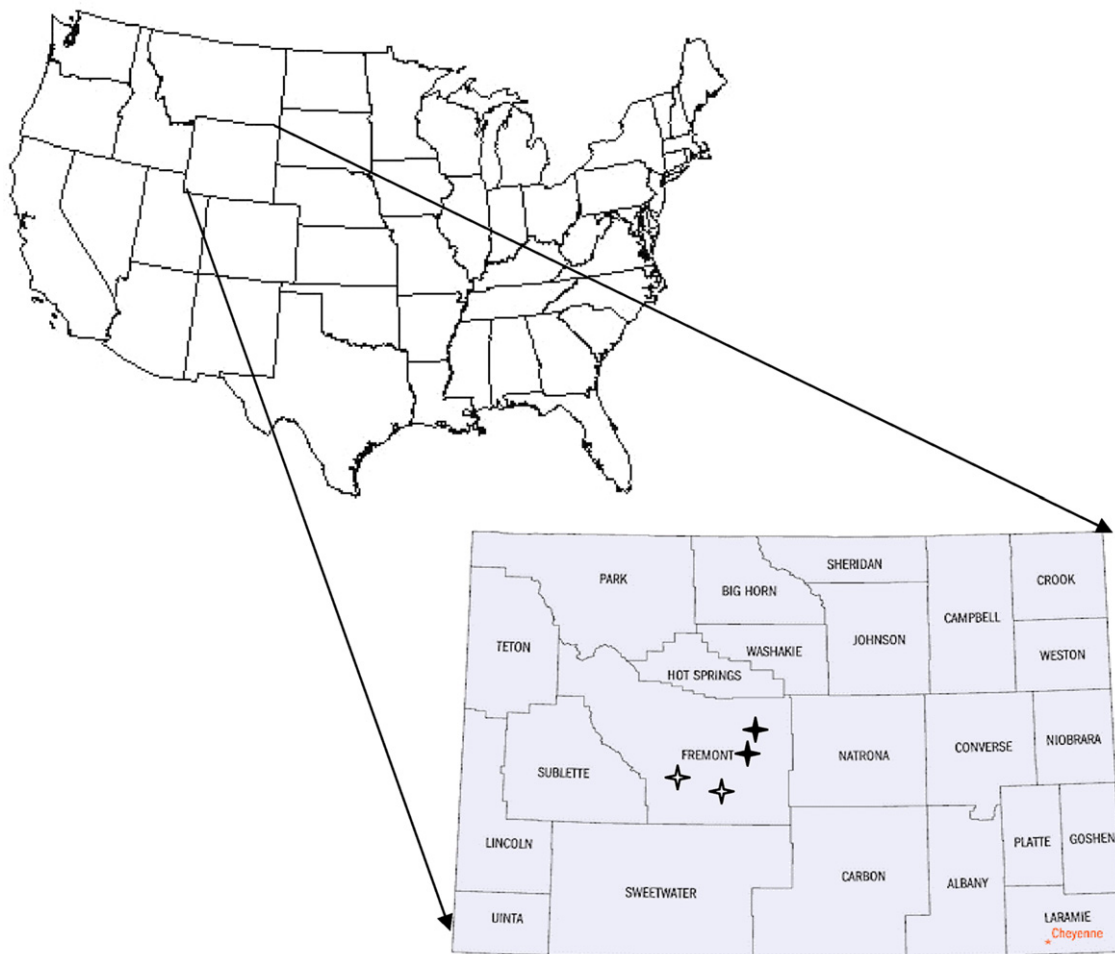 SHERIDAN
PARK
BIG HORN
CROOK
CAMPBELL
TETON
WASHAKIE
JOHNSON
WESTON
HOT SPRINGS
FREMONT
NATRONA
CONVERSE
NIOBRARA
SUBLETTE
LINCOLN
PLATTE
GOSHEN
SWEETWATER
CARBON
ALBANY
UINTA
LARAMIE
Cheyenne